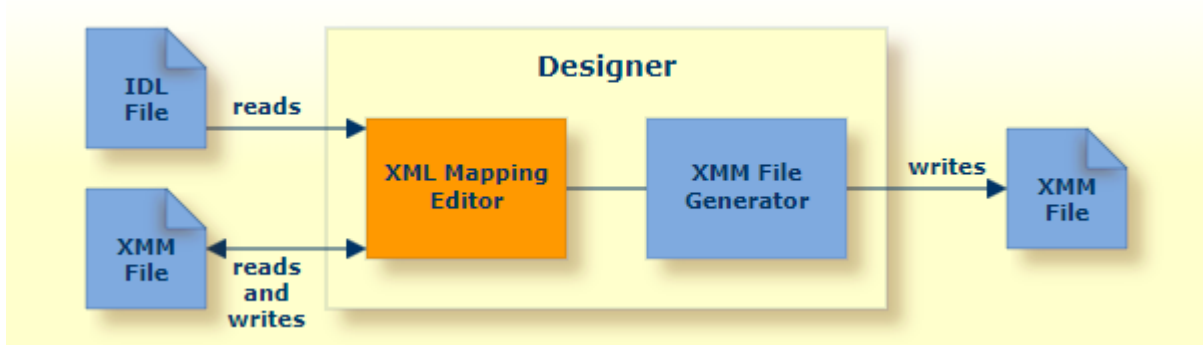 Designer
IDL
File
reads
XML Mapping
Editor
XMM File
Generator
writes
XMM
File
XMM
File
reads
and
writes